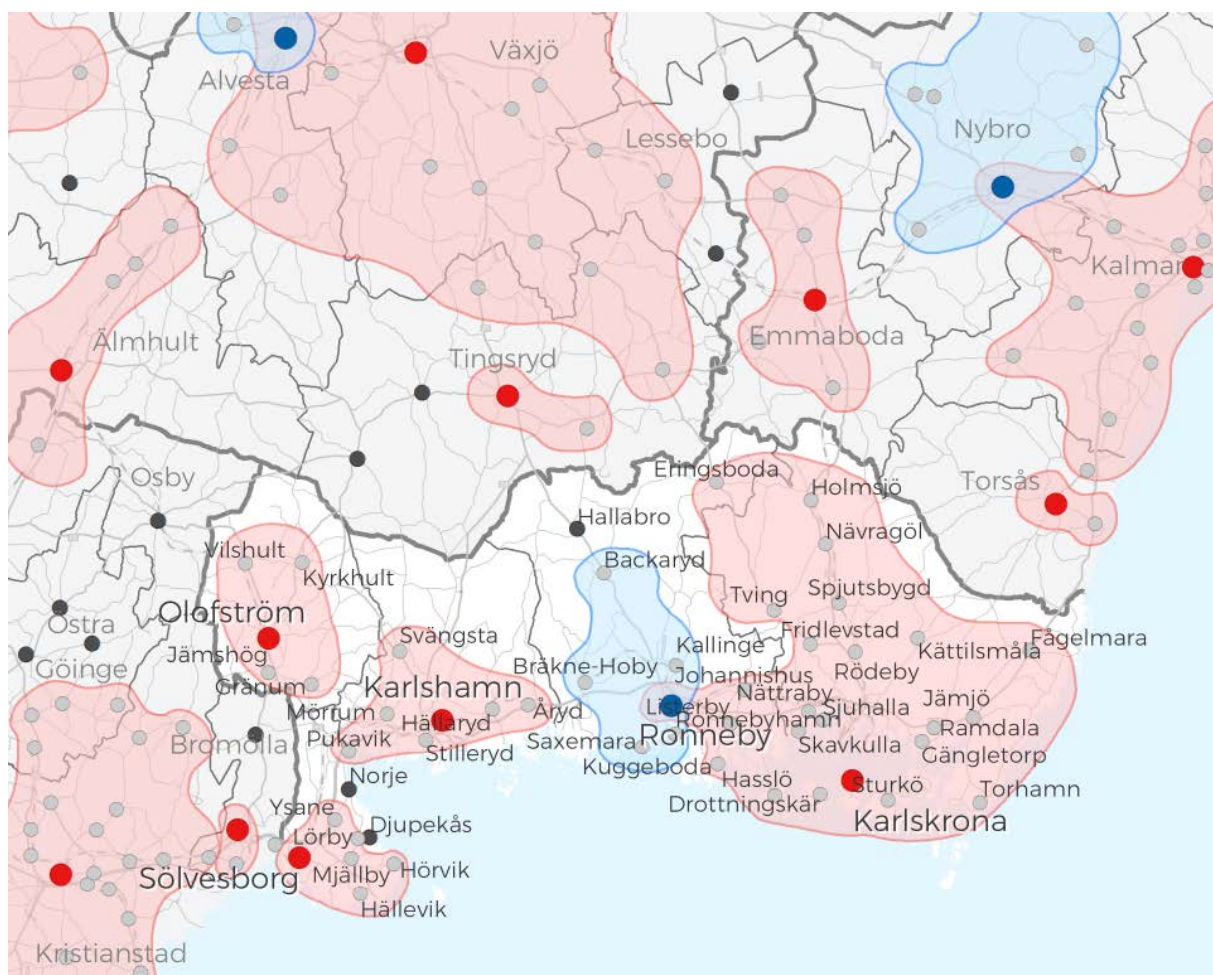 Växjö
Alvesta
Lessebo
Nybro
Kalmar
Emmaboda
Älmhult
Tingsryd
Osby
Eringsboda
Holmsjö
Torsås
Hallabro
Nävragöl
Vilshult
Kyrkhult
Backaryd
Tving
Spjutsbygd
Olofström
Östra
Göinge
Svängsta
Kallinge
Fridlevstad
Fågelmara
Jämshög
Bräkne-Hoby
Johannishus
Rödeby
Kättilsmåla
Gränum
Karlshamn
Nättraby
Jämjö
Mörrum
Hällaryd
Åryd
Listerby
Ronnebyhamn
Sjuhalla
Ramdala
Bromölla
Pukavik
Stilleryd
Saxemara
Ronneby
Skavkulla
Gängletorp
Norje
Kuggeboda
Hasslö
Sturkö
Torhamn
Ysane
Drottningskär
Karlskrona
Lörby
Djupekås
Sölvesborg
Mjällby
Hörvik
Hällevik
Kristianstad